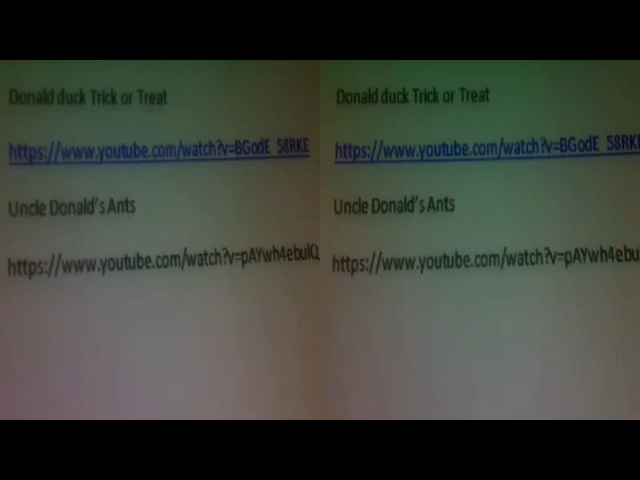 Donald duck Trick or Treat
https://www.youtube.com/watch?v=BGodE_58RKE
Uncle Donald's Ants
https://www.youtube.com/watch?v=pAYwh4ebulQ
Donald duck Trick or Treat
https://www.youtube.com/watch?v=BGodE_58RK
Uncle Donald's Ants
https://www.youtube.com/watch?v=pAYwh4ebu